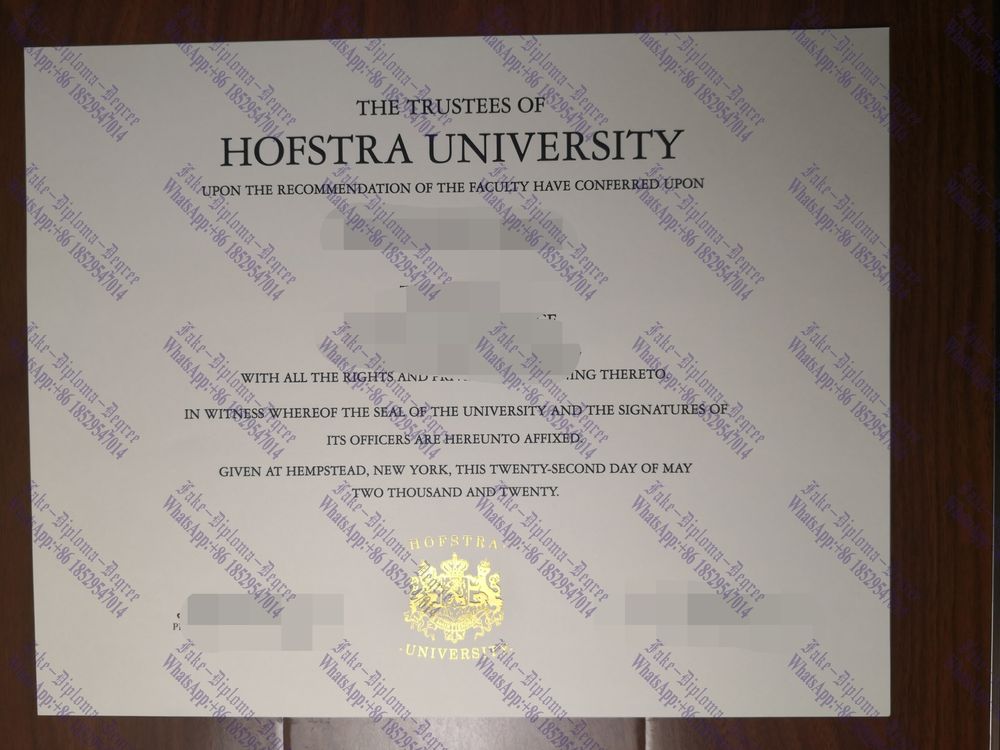 THE TRUSTEES OF
HOFSTRA UNIVERSITY
UPON THE RECOMMENDATION OF THE FACULTY HAVE CONFERRED UPON
WITH ALL THE RIGHTS AND THERETO.
IN WITNESS WHEREOF THE SEAL OF THE UNIVERSITY AND THE SIGNATURES OF
ITS OFFICERS ARE HEREUNTO AFFIXED.
GIVEN AT HEMPSTEAD, NEW YORK, THIS TWENTY-SECOND DAY OF MAY
TWO THOUSAND AND TWENTY.
HOFSTRA
UNIVERSITY
Fake-Diploma-Degree
WhatsApp:+86 18529547014